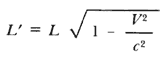 L' = L √(1 - V²/c²)